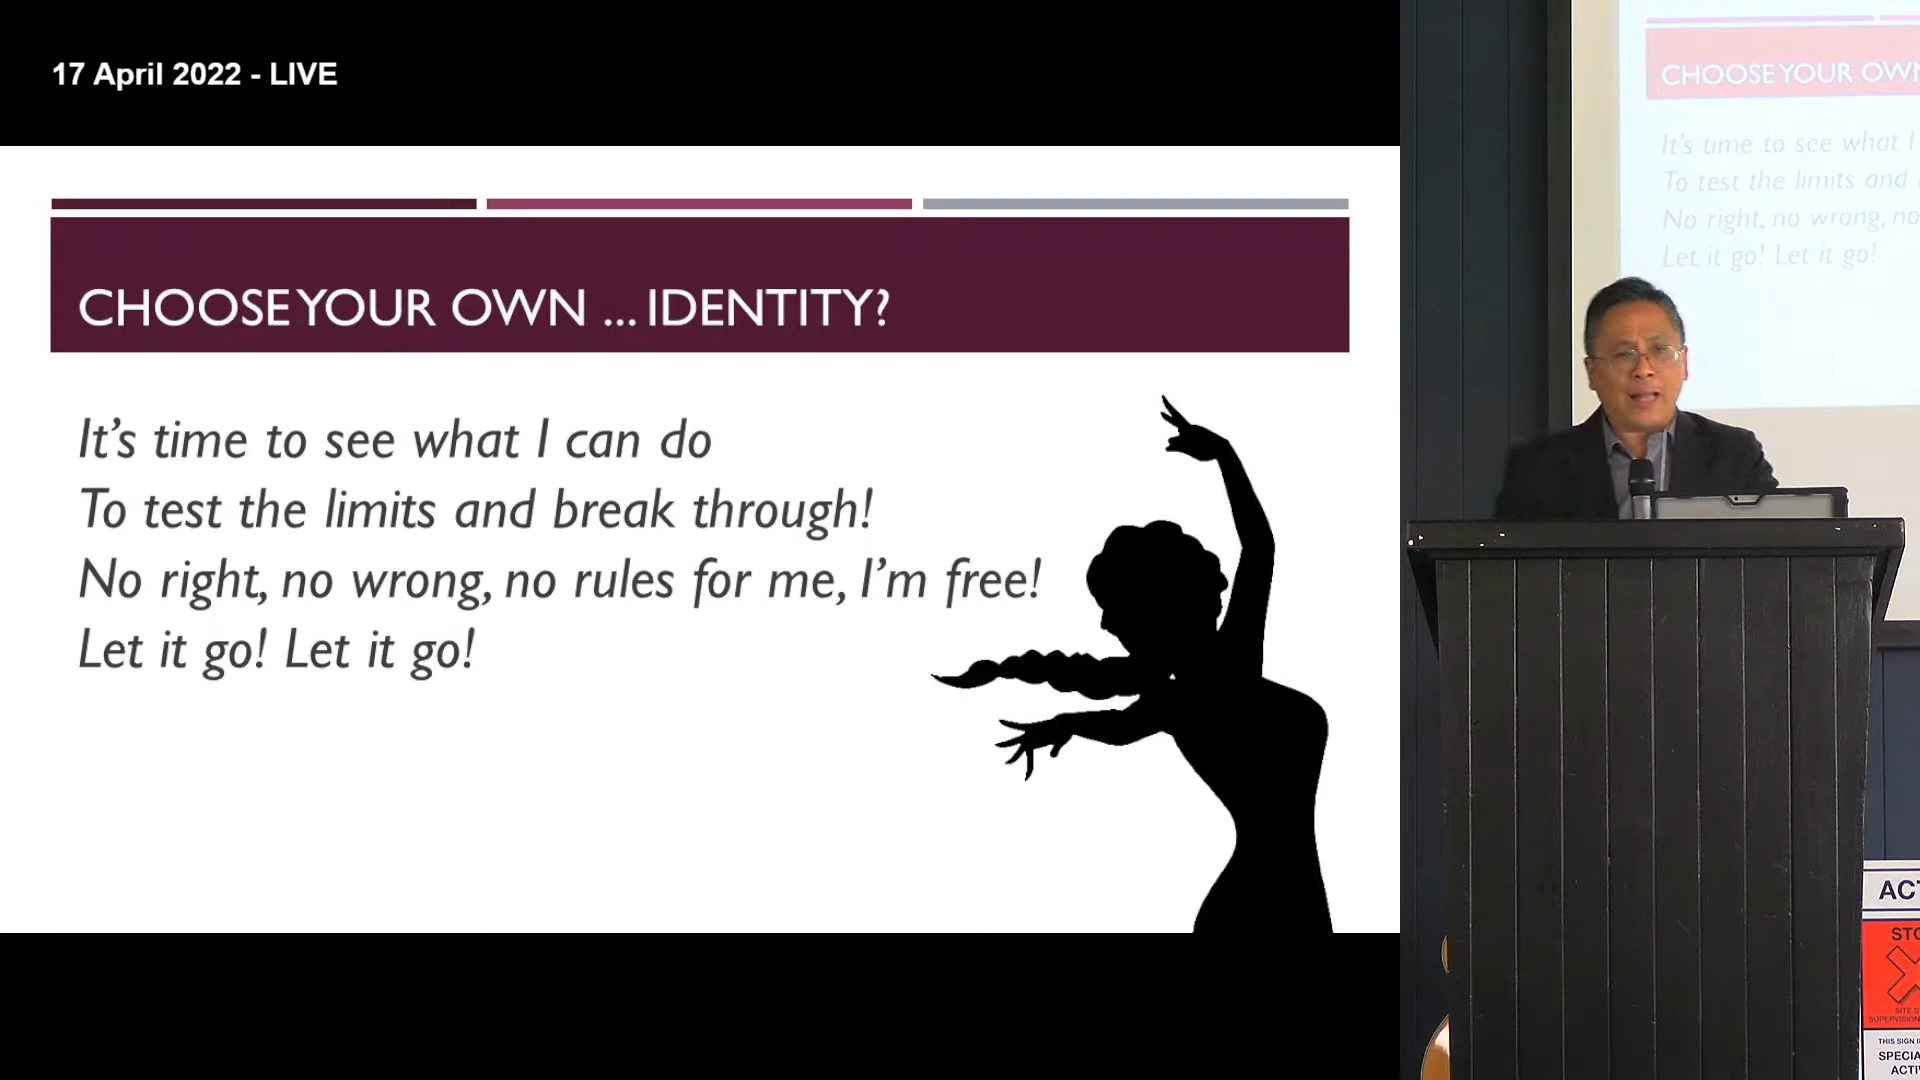 17 April 2022 - LIVE
CHOOSE YOUR OWN ... IDENTITY?
It's time to see what I can do
To test the limits and break through!
No right, no wrong, no rules for me, I'm free!
Let it go! Let it go!
CHOOSE YOUR OWN
It's time to see what I
To test the limits and
No right, no wrong, no
Let it go! Let it go!
SITE
THIS SIGN